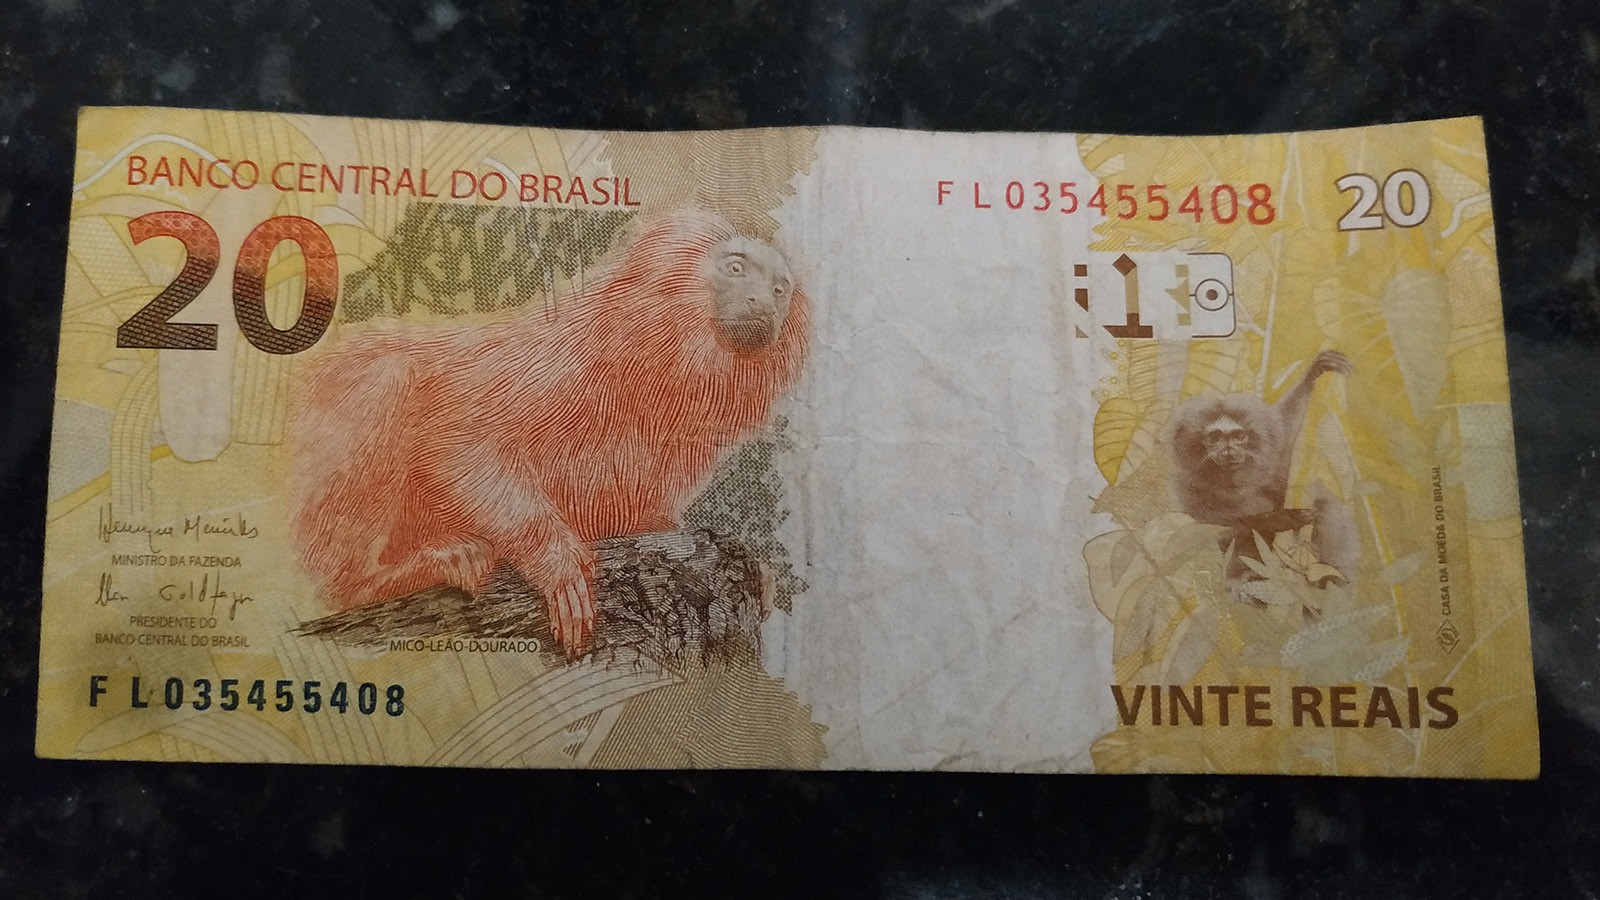 BANCO CENTRAL DO BRASIL
20
F L 035455408
20
Henrique Meirelles
MINISTRO DA FAZENDA
Ilan Goldfajn
PRESIDENTE DO
BANCO CENTRAL DO BRASIL
MICO-LEÃO-DOURADO
F L 035455408
CASA DA MOEDA DO BRASIL
VINTE REAIS